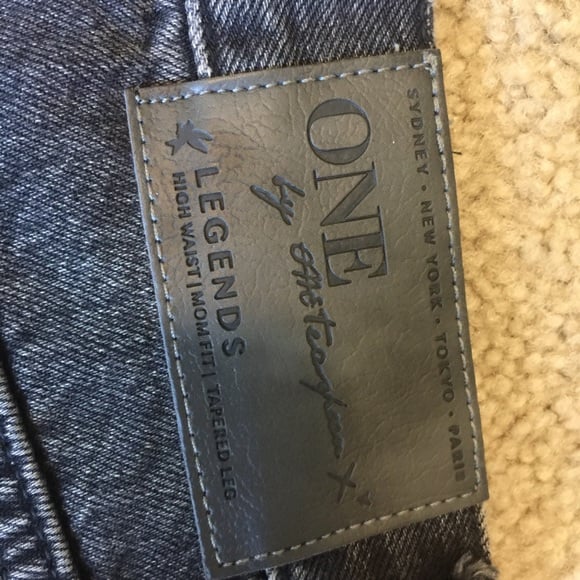 SYDNEY • NEW YORK • TOKYO • PARIS
ONE
by
LEGENDS
HIGH WAIST | MOM FIT | TAPERED LEG